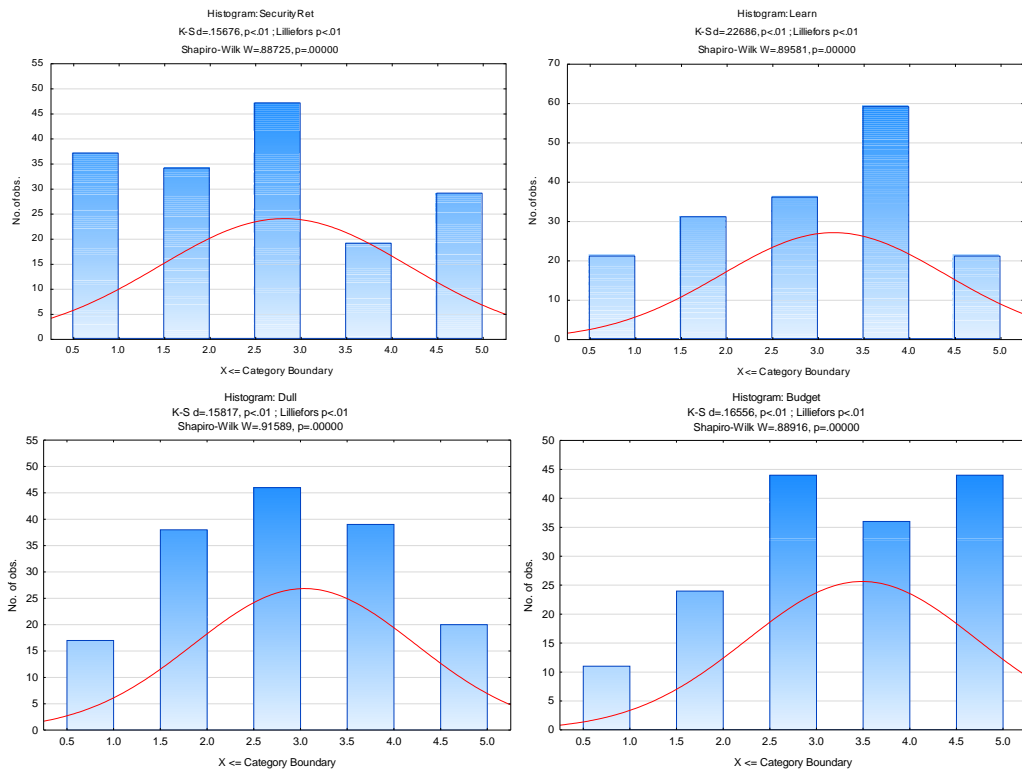 Histogram: SecurityRet
K-S d=.15676, p<.01 ; Lilliefors p<.01
Shapiro-Wilk W=.88725, p=.00000
55
50
45
40
35
30
25
20
15
10
5
0
No. of obs.
0.5 1.0 1.5 2.0 2.5 3.0 3.5 4.0 4.5 5.0
X <= Category Boundary
Histogram: Learn
K-S d=.22686, p<.01 ; Lilliefors p<.01
Shapiro-Wilk W=.89581, p=.00000
70
60
50
40
30
20
10
0
No. of obs.
0.5 1.0 1.5 2.0 2.5 3.0 3.5 4.0 4.5 5.0
X <= Category Boundary
Histogram: Dull
K-S d=.15817, p<.01 ; Lilliefors p<.01
Shapiro-Wilk W=.91589, p=.00000
55
50
45
40
35
30
25
20
15
10
5
0
No. of obs.
0.5 1.0 1.5 2.0 2.5 3.0 3.5 4.0 4.5 5.0
X <= Category Boundary
Histogram: Budget
K-S d=.16556, p<.01 ; Lilliefors p<.01
Shapiro-Wilk W=.88916, p=.00000
50
45
40
35
30
25
20
15
10
5
0
No. of obs.
0.5 1.0 1.5 2.0 2.5 3.0 3.5 4.0 4.5 5.0
X <= Category Boundary